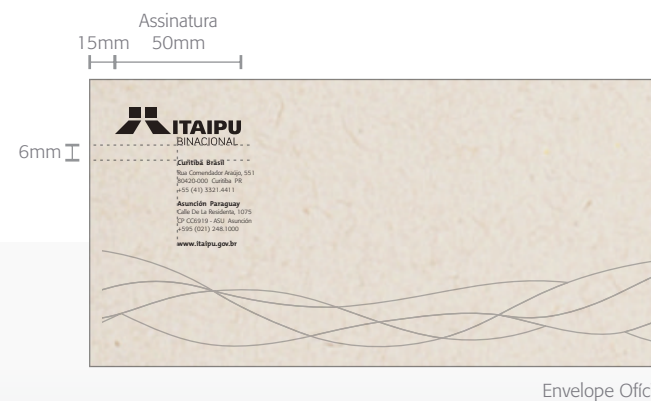 Assinatura
15mm 50mm
6mm
ITAIPU
BINACIONAL
Curitiba Brasil
Rua Comendador Araújo, 551
80420-000 Curitiba PR
+55 (41) 3321.4411
Asunción Paraguay
Calle De La Residenta, 1075
CP CC6919 - ASU Asunción
+595 (021) 248.1000
www.itaipu.gov.br
Envelope Ofíc